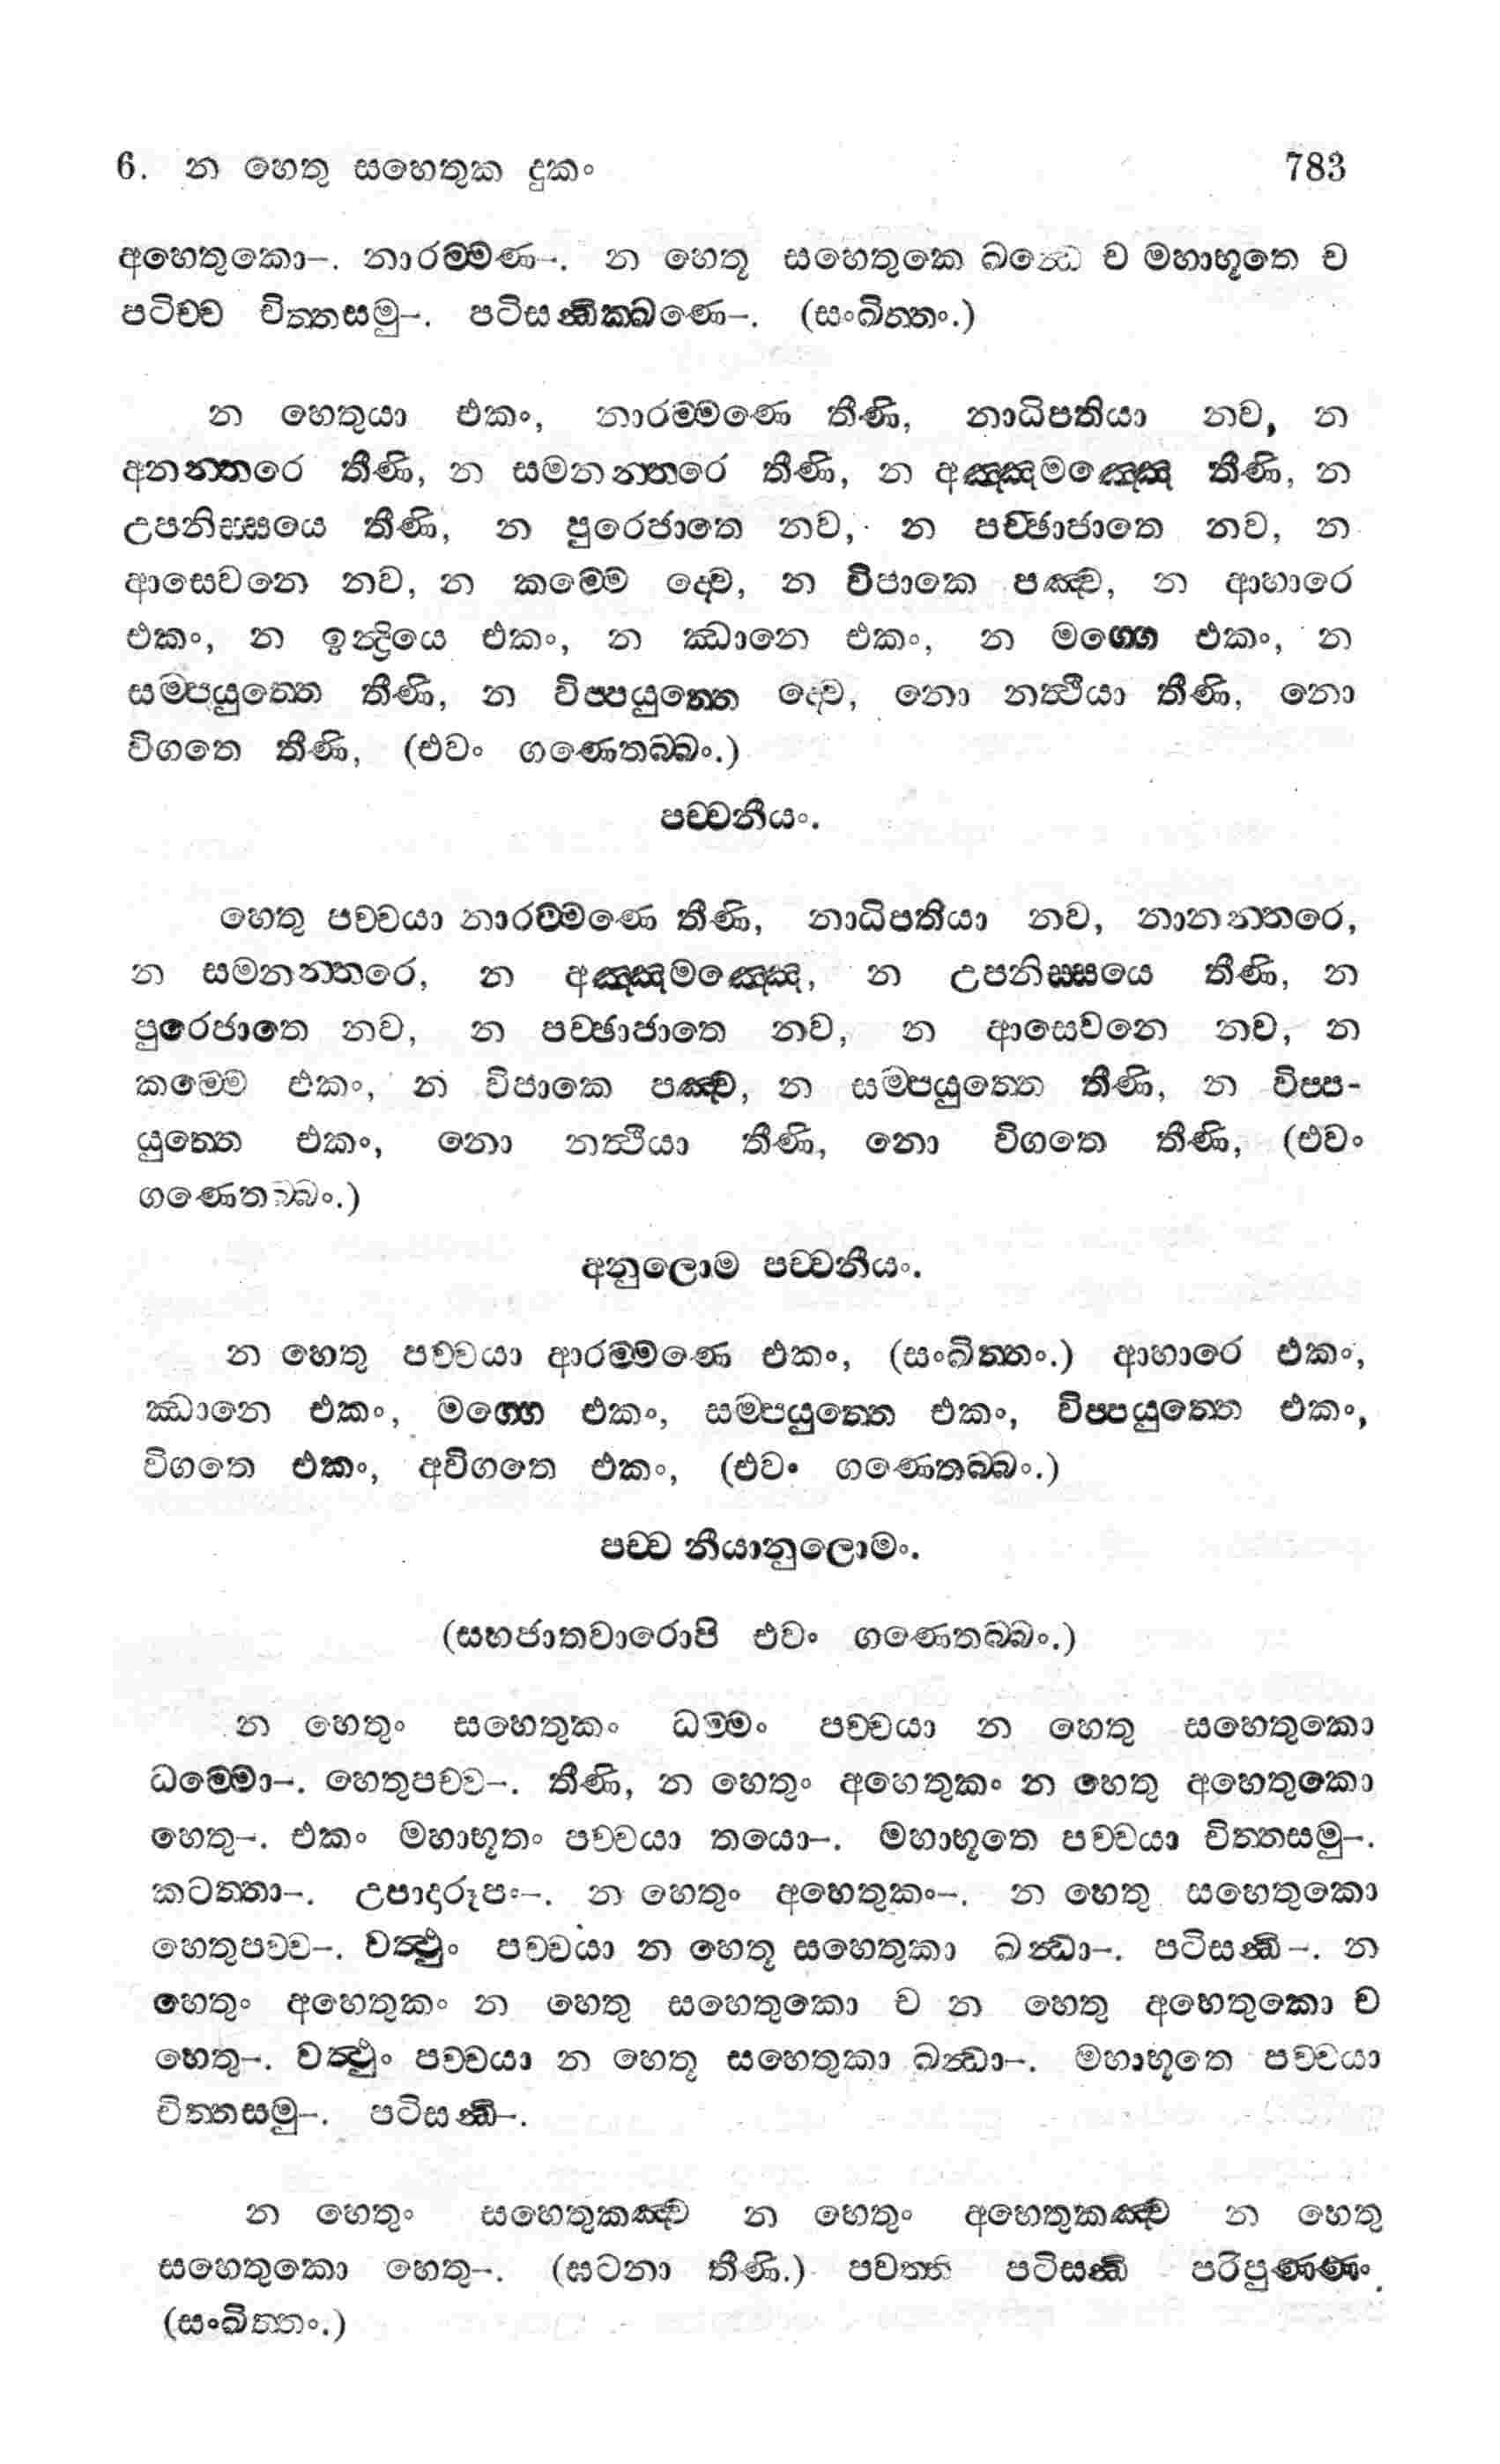 6. න හෙතු සහෙතුක දුකං 783
අහෙතුකො–. නාරම්මණ–. න හෙතූ සහෙතුකෙ ඛන්ධෙ ච මහාභූතෙ ච
පටිච්ච චිත්තසමු–. පටිසන්ධික්ඛණෙ–. (සංඛිත්තං.)
න හෙතුයා එකං, නාරම්මණෙ තීණි, නාධිපතියා නව, න
අනන්තරෙ තීණි, න සමනන්තරෙ තීණි, න අඤ්ඤමඤ්ඤෙ තීණි, න
උපනිස්සයෙ තීණි, න පුරෙජාතෙ නව, න පච්ඡාජාතෙ නව, න
ආසෙවනෙ නව, න කම්මෙ ද්වෙ, න විපාකෙ පඤ්ච, න ආහාරෙ
එකං, න ඉන්ද්‍රියෙ එකං, න ඣානෙ එකං, න මග්ගෙ එකං, න
සම්පයුත්තෙ තීණි, න විප්පයුත්තෙ ද්වෙ, නො නත්ථියා තීණි, නො
විගතෙ තීණි, (එවං ගණෙතබ්බං.)
පච්චනීයං.
හෙතු පච්චයා නාරම්මණෙ තීණි, නාධිපතියා නව, නානන්තරෙ,
න සමනන්තරෙ, න අඤ්ඤමඤ්ඤෙ, න උපනිස්සයෙ තීණි, න
පුරෙජාතෙ නව, න පච්ඡාජාතෙ නව, න ආසෙවනෙ නව, න
කම්මෙ එකං, න විපාකෙ පඤ්ච, න සම්පයුත්තෙ තීණි, න විප්ප-
යුත්තෙ එකං, නො නත්ථියා තීණි, නො විගතෙ තීණි, (එවං
ගණෙතබ්බං.)
අනුලොම පච්චනීයං.
න හෙතු පච්චයා ආරම්මණෙ එකං, (සංඛිත්තං.) ආහාරෙ එකං,
ඣානෙ එකං, මග්ගෙ එකං, සම්පයුත්තෙ එකං, විප්පයුත්තෙ එකං,
විගතෙ එකං, අවිගතෙ එකං, (එවං ගණෙතබ්බං.)
පච්ච නීයානුලොමං.
(සහජාතවාරොපි එවං ගණෙතබ්බං.)
න හෙතුං සහෙතුකං ධම්මං පච්චයා න හෙතු සහෙතුකො
ධම්මො–. හෙතුපච්ච–. තීණි, න හෙතුං අහෙතුකං න හෙතු අහෙතුකො
හෙතු–. එකං මහාභූතං පච්චයා තයො–. මහාභූතෙ පච්චයා චිත්තසමු–.
කටත්තා–. උපාදාරූපං–. න හෙතුං අහෙතුකං–. න හෙතු සහෙතුකො
හෙතුපච්ච–. වත්ථුං පච්චයා න හෙතූ සහෙතුකා ඛන්ධා–. පටිසන්ධි–. න
හෙතුං අහෙතුකං න හෙතු සහෙතුකො ච න හෙතු අහෙතුකො ච
හෙතු–. වත්ථුං පච්චයා න හෙතූ සහෙතුකා ඛන්ධා–. මහාභූතෙ පච්චයා
චිත්තසමු–. පටිසන්ධි–.
න හෙතුං සහෙතුකඤ්ච න හෙතුං අහෙතුකඤ්ච න හෙතු
සහෙතුකො හෙතු–. (ඝටනා තීණි.) පවත්ති පටිසන්ධි පරිපුණ්ණං.
(සංඛිත්තං.)